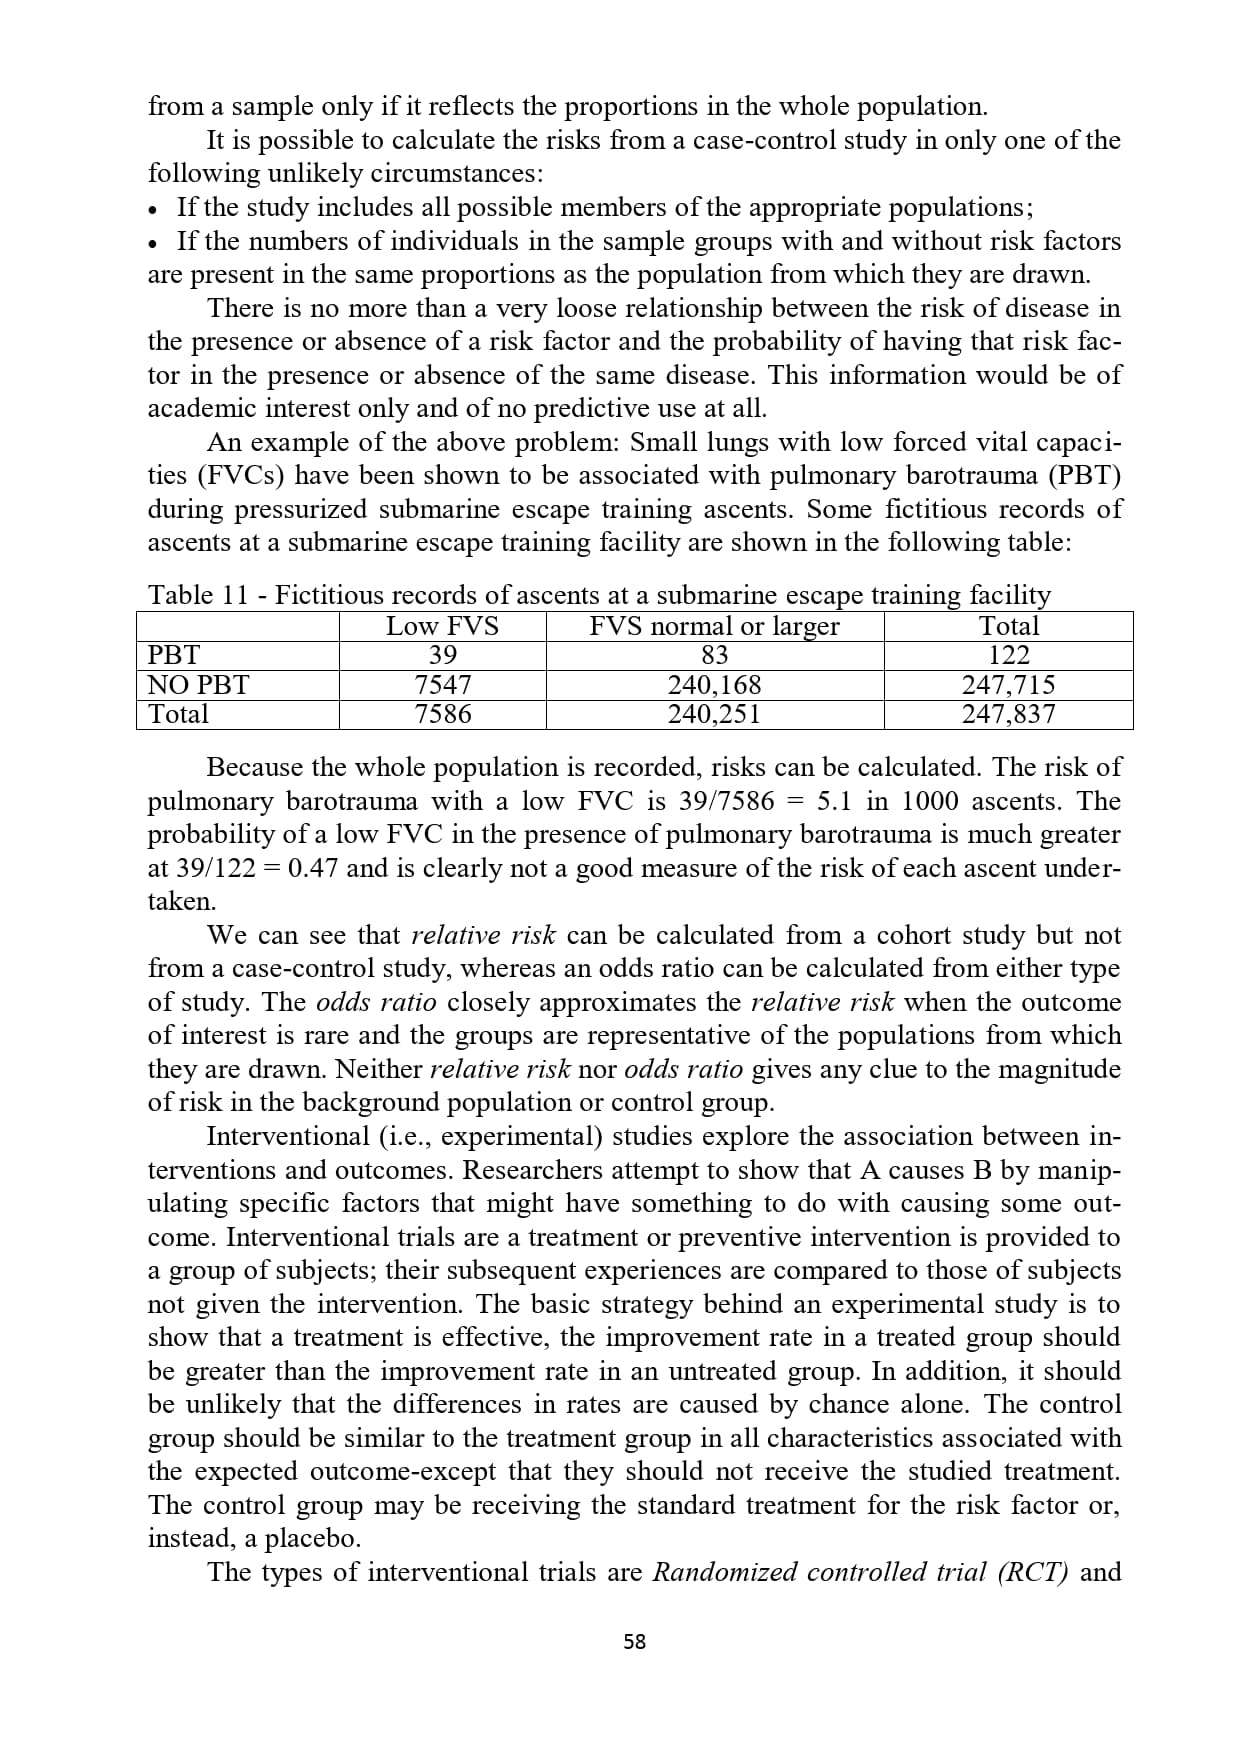 from a sample only if it reflects the proportions in the whole population.
It is possible to calculate the risks from a case-control study in only one of the
following unlikely circumstances:
• If the study includes all possible members of the appropriate populations;
• If the numbers of individuals in the sample groups with and without risk factors
are present in the same proportions as the population from which they are drawn.
There is no more than a very loose relationship between the risk of disease in
the presence or absence of a risk factor and the probability of having that risk fac-
tor in the presence or absence of the same disease. This information would be of
academic interest only and of no predictive use at all.
An example of the above problem: Small lungs with low forced vital capaci-
ties (FVCs) have been shown to be associated with pulmonary barotrauma (PBT)
during pressurized submarine escape training ascents. Some fictitious records of
ascents at a submarine escape training facility are shown in the following table:
Table 11 - Fictitious records of ascents at a submarine escape training facility
Low FVS FVS normal or larger Total
PBT 39 83 122
NO PBT 7547 240,168 247,715
Total 7586 240,251 247,837
Because the whole population is recorded, risks can be calculated. The risk of
pulmonary barotrauma with a low FVC is 39/7586 = 5.1 in 1000 ascents. The
probability of a low FVC in the presence of pulmonary barotrauma is much greater
at 39/122 = 0.47 and is clearly not a good measure of the risk of each ascent under-
taken.
We can see that relative risk can be calculated from a cohort study but not
from a case-control study, whereas an odds ratio can be calculated from either type
of study. The odds ratio closely approximates the relative risk when the outcome
of interest is rare and the groups are representative of the populations from which
they are drawn. Neither relative risk nor odds ratio gives any clue to the magnitude
of risk in the background population or control group.
Interventional (i.e., experimental) studies explore the association between in-
terventions and outcomes. Researchers attempt to show that A causes B by manip-
ulating specific factors that might have something to do with causing some out-
come. Interventional trials are a treatment or preventive intervention is provided to
a group of subjects; their subsequent experiences are compared to those of subjects
not given the intervention. The basic strategy behind an experimental study is to
show that a treatment is effective, the improvement rate in a treated group should
be greater than the improvement rate in an untreated group. In addition, it should
be unlikely that the differences in rates are caused by chance alone. The control
group should be similar to the treatment group in all characteristics associated with
the expected outcome-except that they should not receive the studied treatment.
The control group may be receiving the standard treatment for the risk factor or,
instead, a placebo.
The types of interventional trials are Randomized controlled trial (RCT) and
58